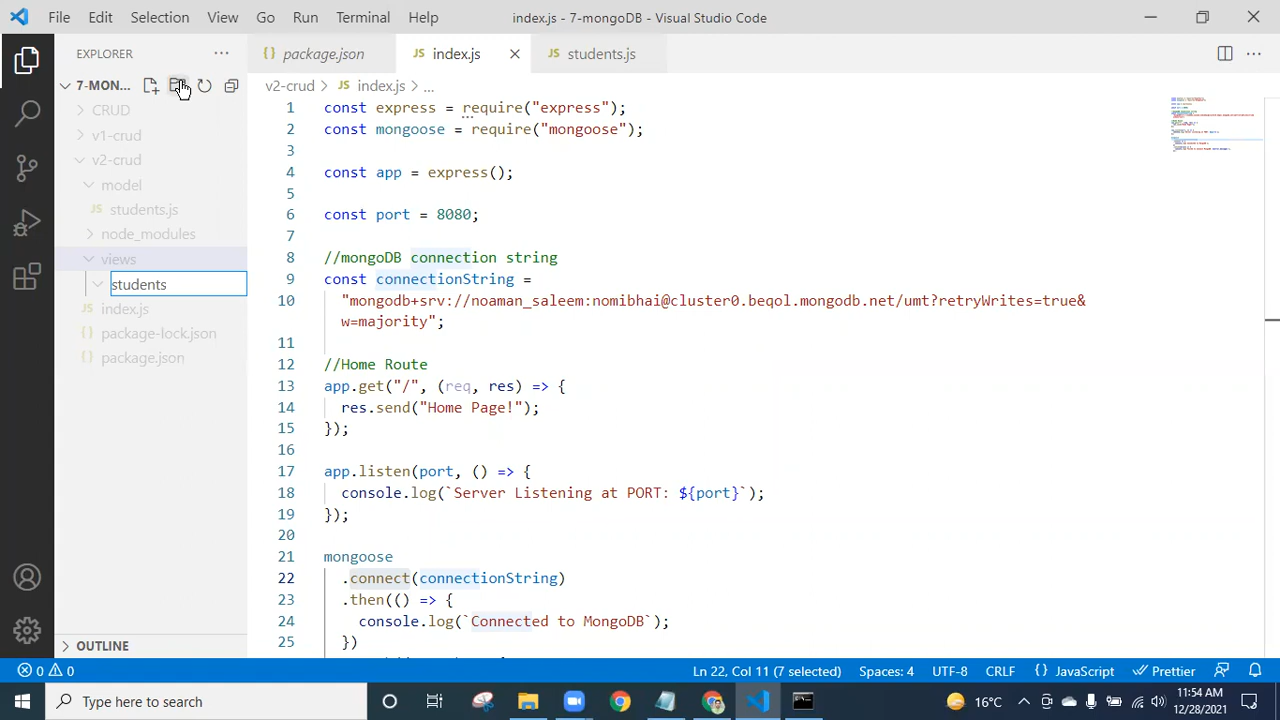 File Edit Selection View Go Run Terminal Help index.js - 7-mongoDB - Visual Studio Code
EXPLORER
package.json
JS index.js
JS students.js
7-MON...
v2-crud > JS index.js > ...
CRUD
v1-crud
v2-crud
model
JS students.js
node_modules
views
students
JS index.js
package-lock.json
package.json
OUTLINE
1 const express = require("express");
2 const mongoose = require("mongoose");
3
4 const app = express();
5
6 const port = 8080;
7
8 //mongoDB connection string
9 const connectionString =
10 "mongodb+srv://noaman_saleem:nomibhai@cluster0.beqol.mongodb.net/umt?retryWrites=true&
w=majority";
11
12 //Home Route
13 app.get("/", (req, res) => {
14 res.send("Home Page!");
15 });
16
17 app.listen(port, () => {
18 console.log(`Server Listening at PORT: ${port}`);
19 });
20
21 mongoose
22 .connect(connectionString)
23 .then(() => {
24 console.log(`Connected to MongoDB`);
25 })
0 0 Ln 22, Col 11 (7 selected) Spaces: 4 UTF-8 CRLF {} JavaScript Prettier
Type here to search
16°C
11:54 AM
12/28/2021